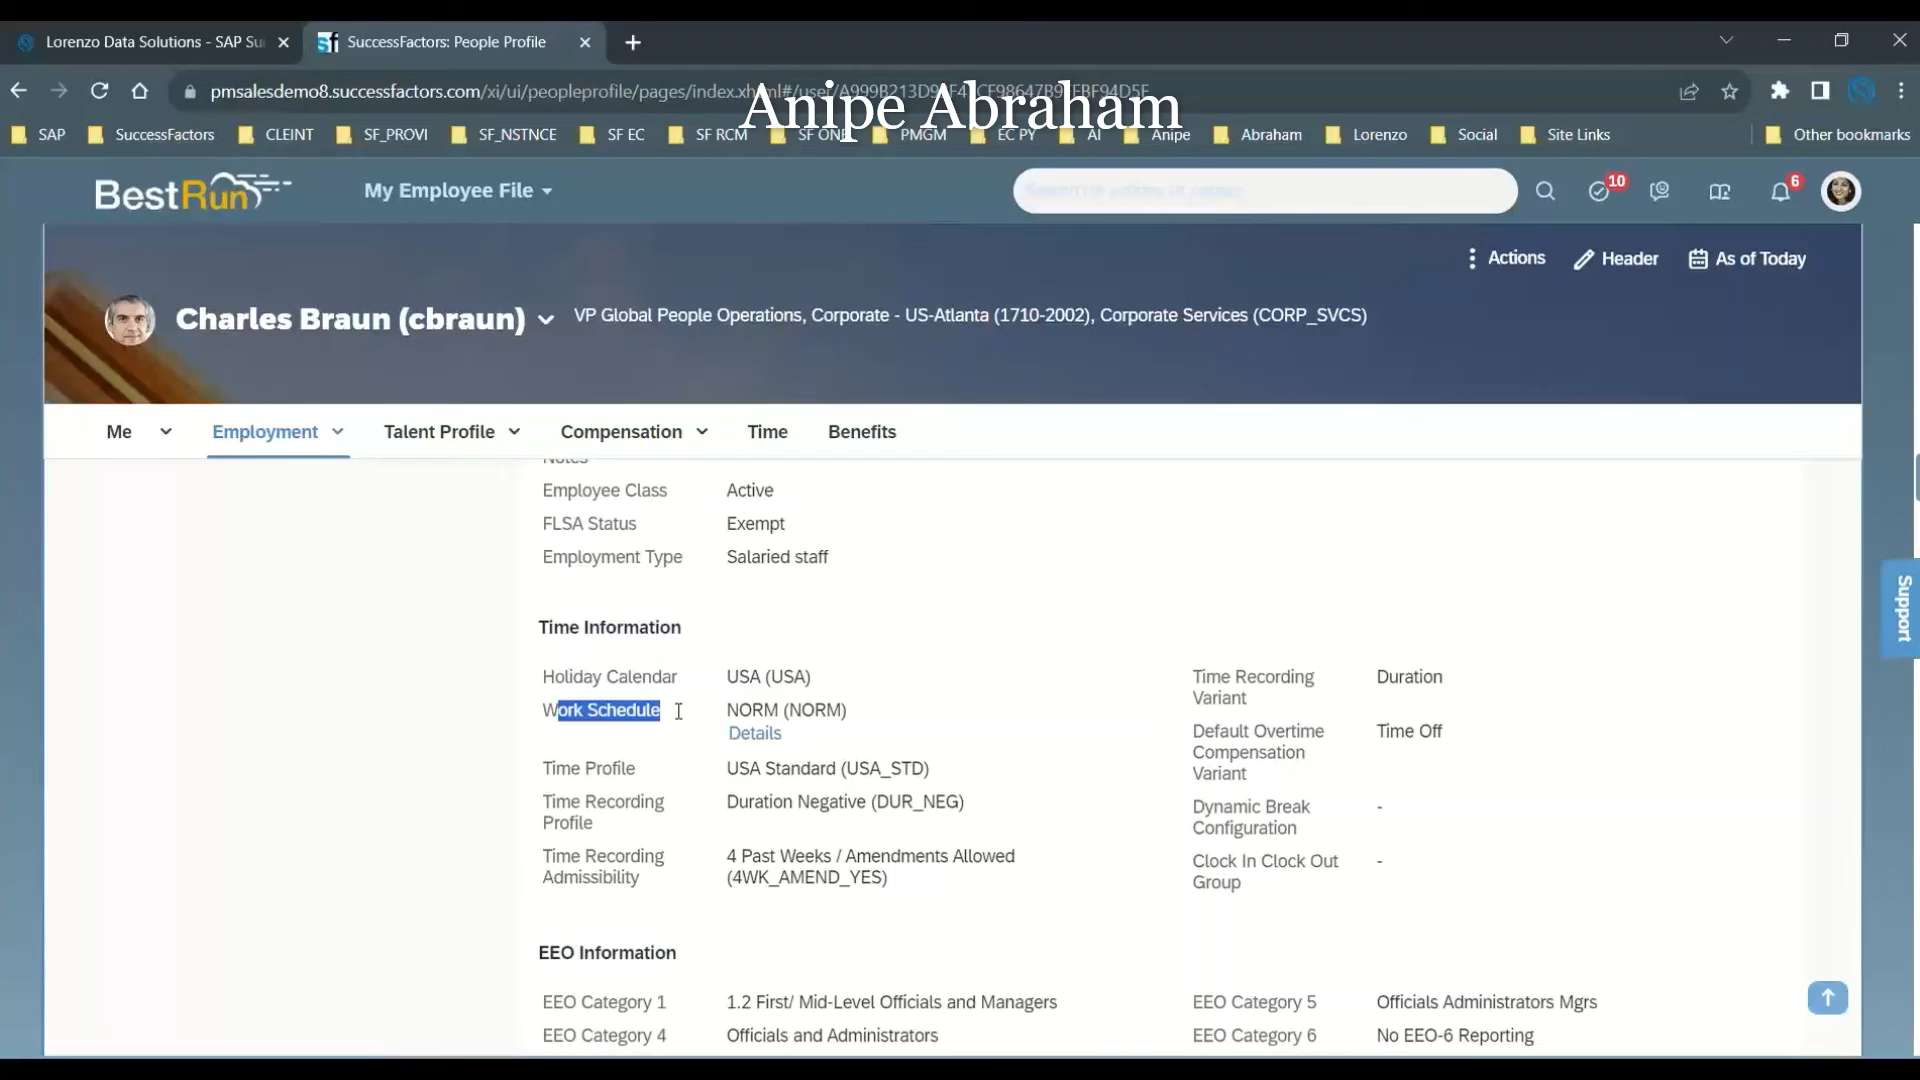 Lorenzo Data Solutions - SAP Su
SuccessFactors: People Profile
pmsalesdemo8.successfactors.com/xi/ui/peopleprofile/pages/index.xhtml#/user/
Anipe Abraham
SAP SuccessFactors CLEINT SF_PROVI SF_NSTNCE SF EC SF RCM SF ONE PMGM EC PY AI Anipe Abraham Lorenzo Social Site Links Other bookmarks
BestRun My Employee File 10 6
Actions Header As of Today
Charles Braun (cbraun) VP Global People Operations, Corporate - US-Atlanta (1710-2002), Corporate Services (CORP_SVCS)
Me Employment Talent Profile Compensation Time Benefits
Notes
Employee Class Active
FLSA Status Exempt
Employment Type Salaried staff
Support
Time Information
Holiday Calendar USA (USA)
Work Schedule NORM (NORM)
Details
Time Profile USA Standard (USA_STD)
Time Recording Duration Negative (DUR_NEG)
Profile
Time Recording 4 Past Weeks / Amendments Allowed
Admissibility (4WK_AMEND_YES)
Time Recording Duration
Variant
Default Overtime Time Off
Compensation
Variant
Dynamic Break -
Configuration
Clock In Clock Out -
Group
EEO Information
EEO Category 1 1.2 First/ Mid-Level Officials and Managers
EEO Category 4 Officials and Administrators
EEO Category 5 Officials Administrators Mgrs
EEO Category 6 No EEO-6 Reporting